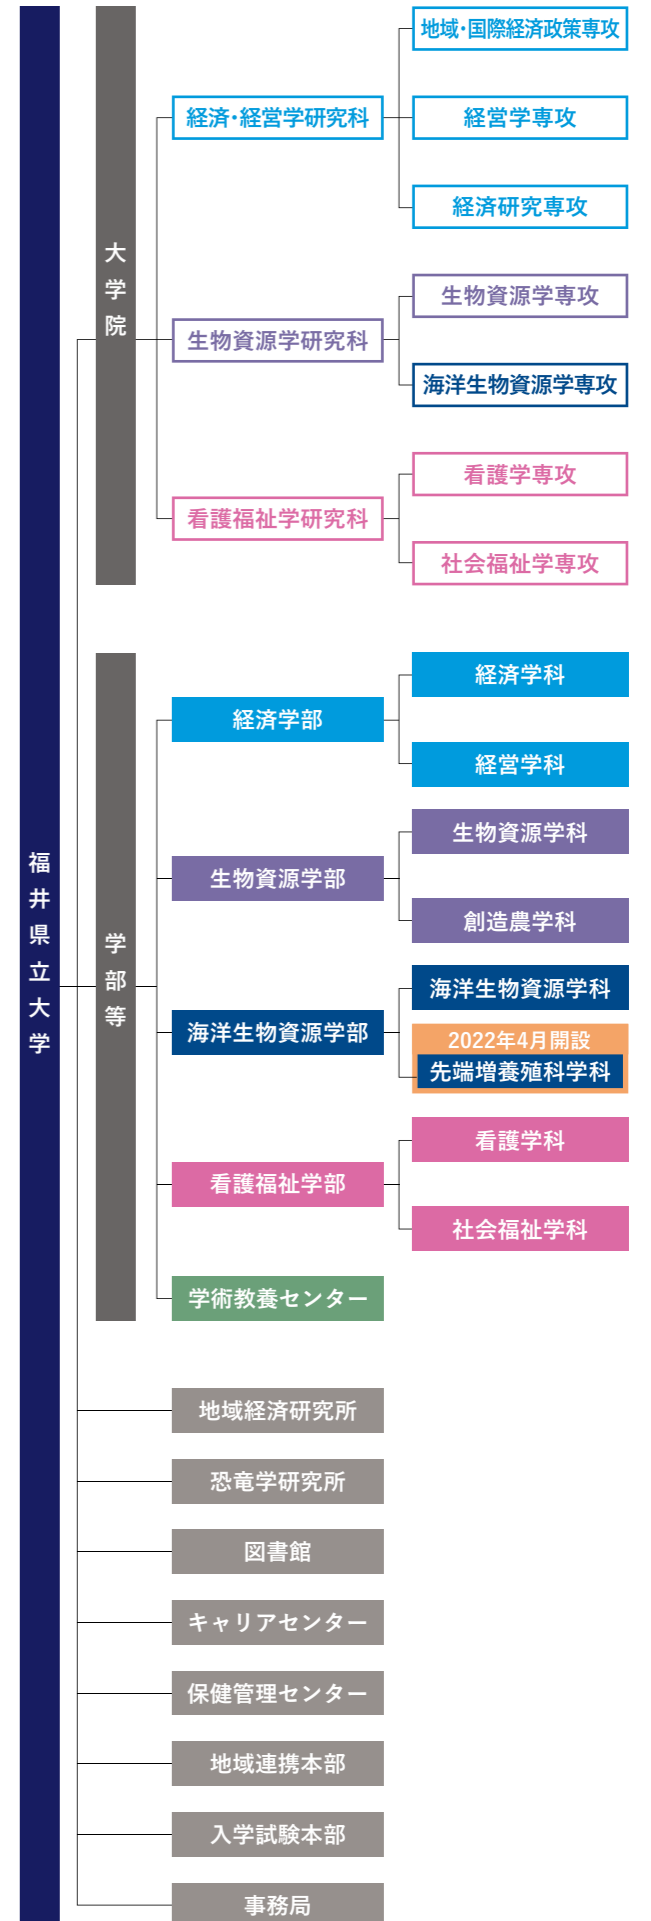 福井県立大学
大学院
経済・経営学研究科
地域・国際経済政策専攻
経営学専攻
経済研究専攻
生物資源学研究科
生物資源学専攻
海洋生物資源学専攻
看護福祉学研究科
看護学専攻
社会福祉学専攻
学部等
経済学部
経済学科
経営学科
生物資源学部
生物資源学科
創造農学科
海洋生物資源学部
海洋生物資源学科
2022年4月開設
先端増養殖科学科
看護福祉学部
看護学科
社会福祉学科
学術教養センター
地域経済研究所
恐竜学研究所
図書館
キャリアセンター
保健管理センター
地域連携本部
入学試験本部
事務局